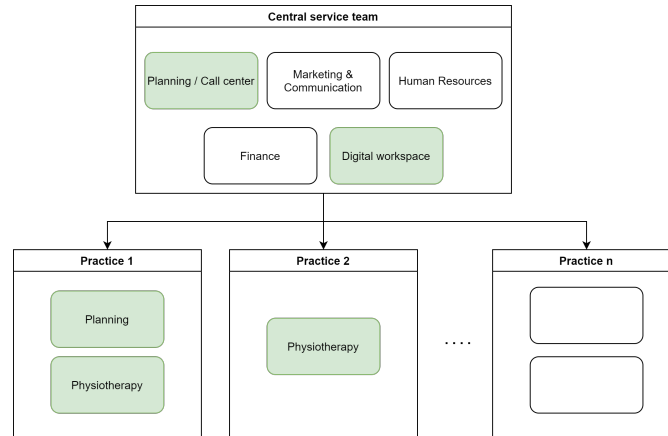 Central service team
Planning / Call center
Marketing &
Communication
Human Resources
Finance
Digital workspace
Practice 1
Practice 2
Practice n
Planning
Physiotherapy
Physiotherapy
. . . .